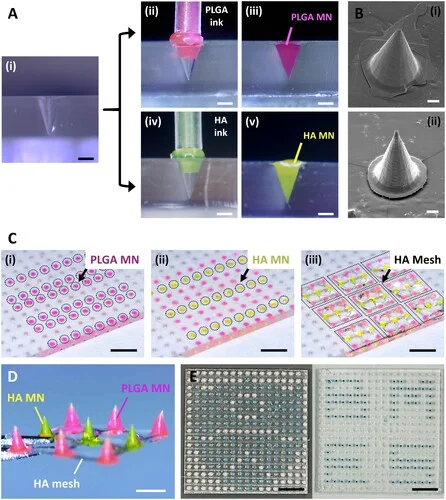 A
(i)
(ii)
PLGA
ink
(iii)
PLGA MN
(iv)
HA
ink
(v)
HA MN
B
(i)
(ii)
C
(i)
PLGA MN
(ii)
HA MN
(iii)
HA Mesh
D
HA MN
PLGA MN
HA mesh
E